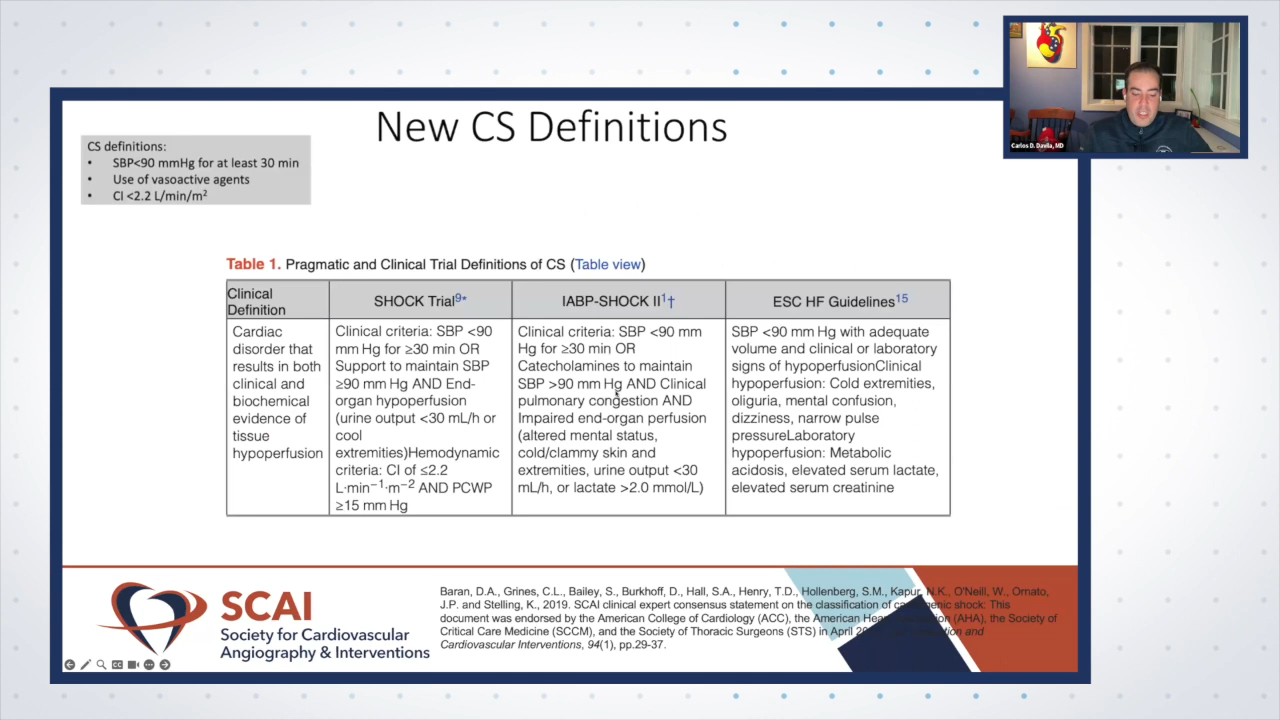 Carlos D. Davila, MD
New CS Definitions
CS definitions:
• SBP<90 mmHg for at least 30 min
• Use of vasoactive agents
• CI <2.2 L/min/m²
Table 1. Pragmatic and Clinical Trial Definitions of CS (Table view)
Clinical
Definition
SHOCK Trial⁹*
IABP-SHOCK II¹†
ESC HF Guidelines¹⁵
Cardiac
disorder that
results in both
clinical and
biochemical
evidence of
tissue
hypoperfusion
Clinical criteria: SBP <90
mm Hg for ≥30 min OR
Support to maintain SBP
≥90 mm Hg AND End-
organ hypoperfusion
(urine output <30 mL/h or
cool
extremities)Hemodynamic
criteria: CI of ≤2.2
L·min⁻¹·m⁻² AND PCWP
≥15 mm Hg
Clinical criteria: SBP <90 mm
Hg for ≥30 min OR
Catecholamines to maintain
SBP >90 mm Hg AND Clinical
pulmonary congestion AND
Impaired end-organ perfusion
(altered mental status,
cold/clammy skin and
extremities, urine output <30
mL/h, or lactate >2.0 mmol/L)
SBP <90 mm Hg with adequate
volume and clinical or laboratory
signs of hypoperfusionClinical
hypoperfusion: Cold extremities,
oliguria, mental confusion,
dizziness, narrow pulse
pressureLaboratory
hypoperfusion: Metabolic
acidosis, elevated serum lactate,
elevated serum creatinine
SCAI
Society for Cardiovascular
Angiography & Interventions
Baran, D.A., Grines, C.L., Bailey, S., Burkhoff, D., Hall, S.A., Henry, T.D., Hollenberg, S.M., Kapur, N.K., O'Neill, W., Ornato,
J.P. and Stelling, K., 2019. SCAI clinical expert consensus statement on the classification of shock: This
document was endorsed by the American College of Cardiology (ACC), the American (AHA), the Society of
Critical Care Medicine (SCCM), and the Society of Thoracic Surgeons (STS) in April and
Cardiovascular Interventions, 94(1), pp.29-37.